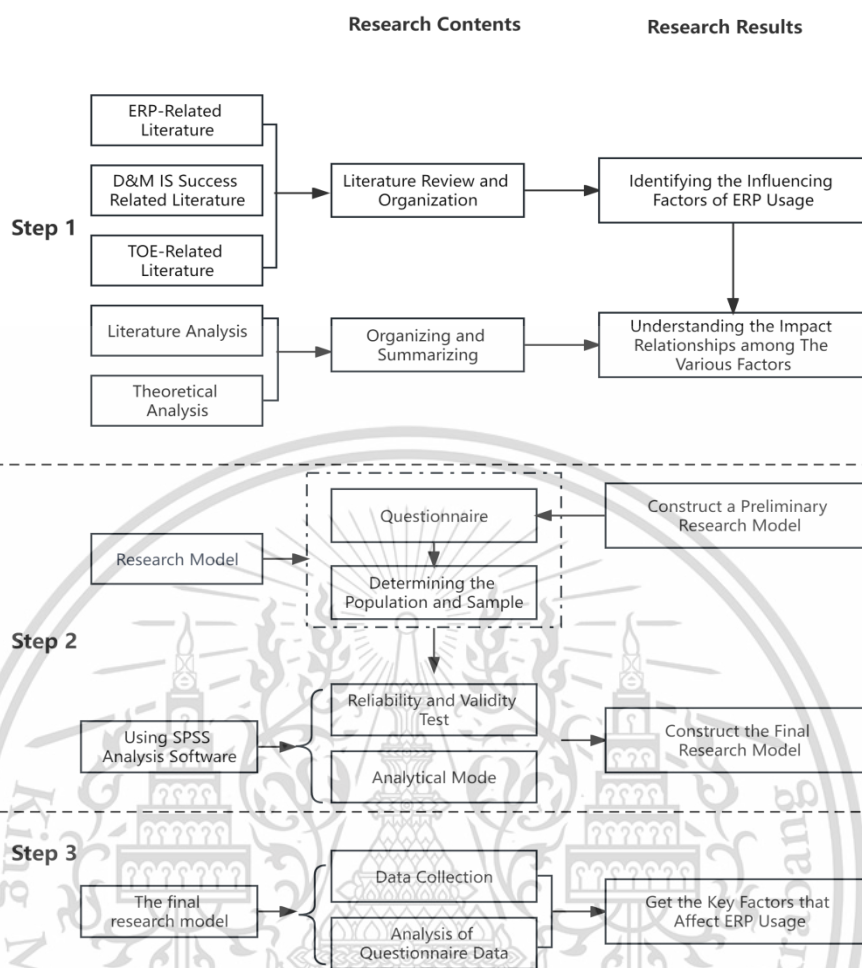 Research Contents
Research Results
Step 1
ERP-Related
Literature
D&M IS Success
Related Literature
TOE-Related
Literature
Literature Review and
Organization
Identifying the Influencing
Factors of ERP Usage
Literature Analysis
Theoretical
Analysis
Organizing and
Summarizing
Understanding the Impact
Relationships among The
Various Factors
Step 2
Research Model
Questionnaire
Determining the
Population and Sample
Construct a Preliminary
Research Model
Using SPSS
Analysis Software
Reliability and Validity
Test
Analytical Mode
Construct the Final
Research Model
Step 3
The final
research model
Data Collection
Analysis of
Questionnaire Data
Get the Key Factors that
Affect ERP Usage
King M
rabang